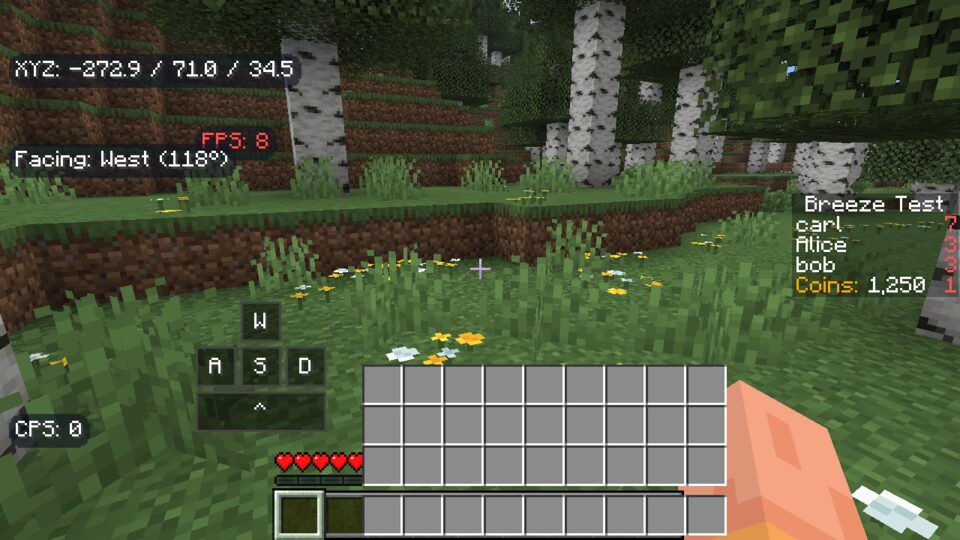 XYZ: -272.9 / 71.0 / 34.5
FPS: 8
Facing: West (118º)
Breeze Test
carl 7
Alice 3
bob 3
Coins: 1,250 1
W
A S D
^
CPS: 0